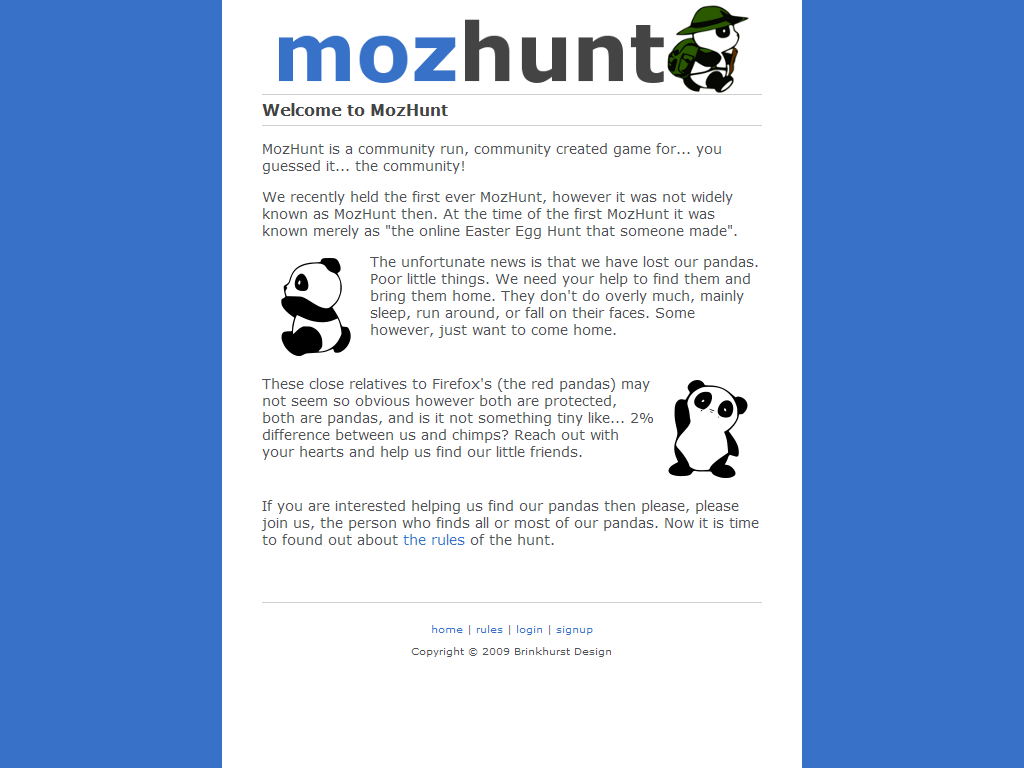 mozhunt
Welcome to MozHunt
MozHunt is a community run, community created game for... you
guessed it... the community!
We recently held the first ever MozHunt, however it was not widely
known as MozHunt then. At the time of the first MozHunt it was
known merely as "the online Easter Egg Hunt that someone made".
The unfortunate news is that we have lost our pandas.
Poor little things. We need your help to find them and
bring them home. They don't do overly much, mainly
sleep, run around, or fall on their faces. Some
however, just want to come home.
These close relatives to Firefox's (the red pandas) may
not seem so obvious however both are protected,
both are pandas, and is it not something tiny like... 2%
difference between us and chimps? Reach out with
your hearts and help us find our little friends.
If you are interested helping us find our pandas then please, please
join us, the person who finds all or most of our pandas. Now it is time
to found out about the rules of the hunt.
home | rules | login | signup
Copyright © 2009 Brinkhurst Design